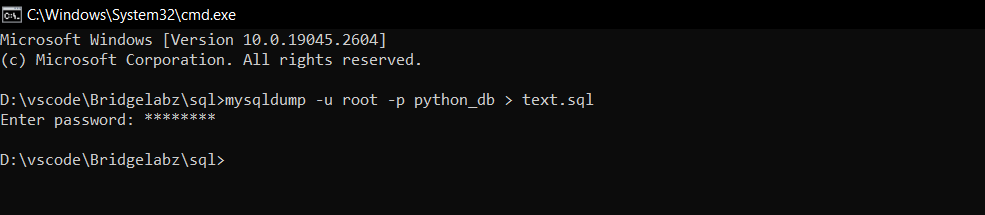 C:\Windows\System32\cmd.exe
Microsoft Windows [Version 10.0.19045.2604]
(c) Microsoft Corporation. All rights reserved.
D:\vscode\Bridgelabz\sql>mysqldump -u root -p python_db > text.sql
Enter password: ********
D:\vscode\Bridgelabz\sql>